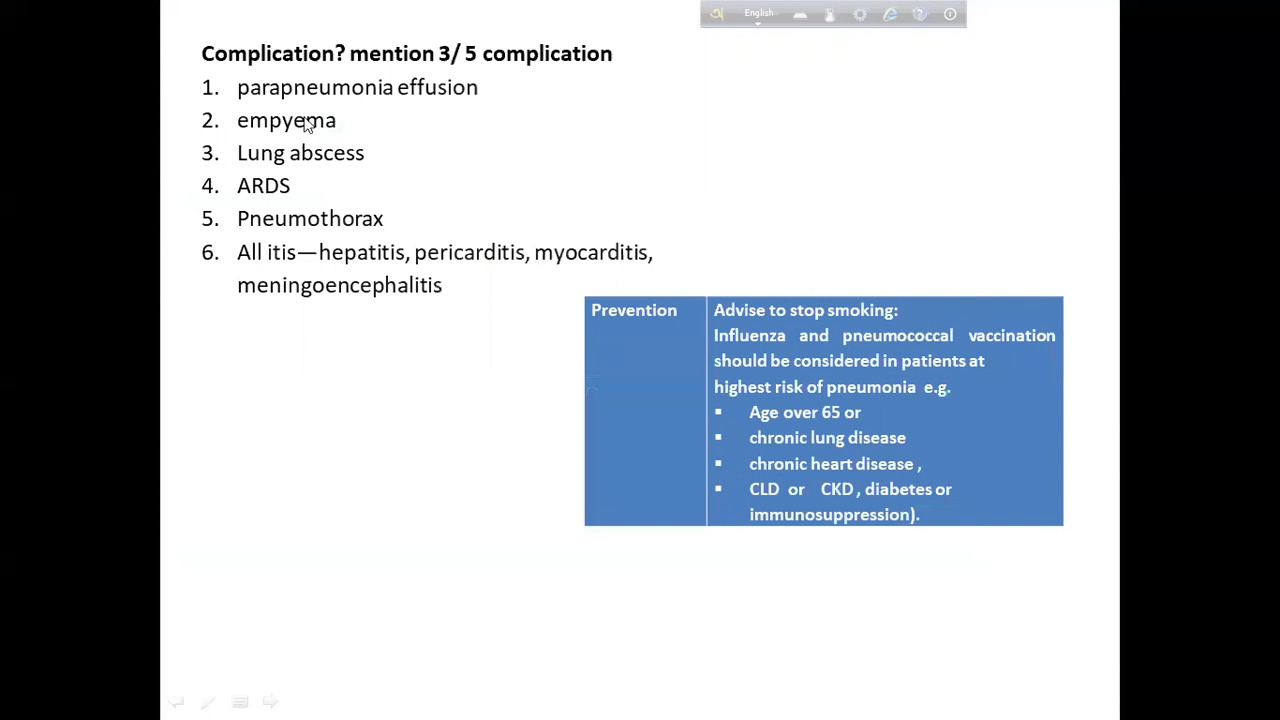 English
Complication? mention 3/ 5 complication
1. parapneumonia effusion
2. empyema
3. Lung abscess
4. ARDS
5. Pneumothorax
6. All itis—hepatitis, pericarditis, myocarditis,
meningoencephalitis
Prevention
Advise to stop smoking:
Influenza and pneumococcal vaccination
should be considered in patients at
highest risk of pneumonia e.g.
▪ Age over 65 or
▪ chronic lung disease
▪ chronic heart disease ,
▪ CLD or CKD , diabetes or
immunosuppression).